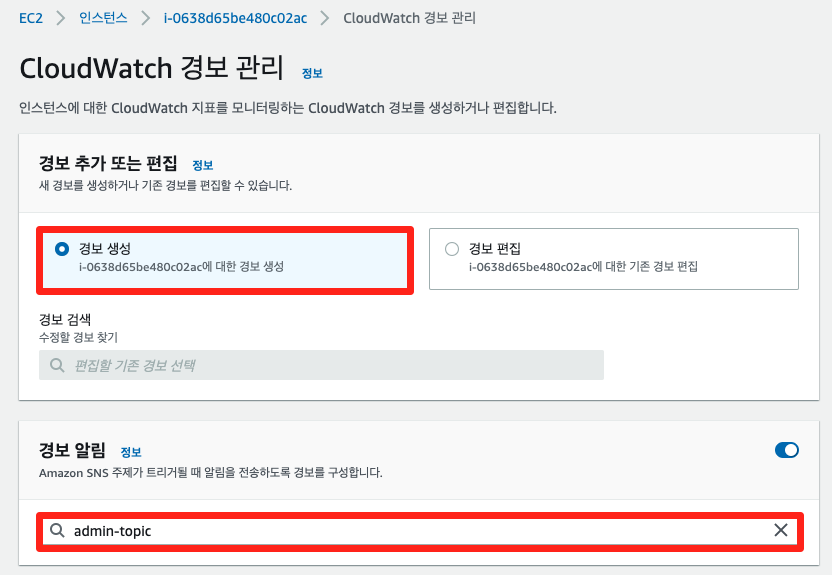 EC2 > 인스턴스 > i-0638d65be480c02ac > CloudWatch 경보 관리
CloudWatch 경보 관리 정보
인스턴스에 대한 CloudWatch 지표를 모니터링하는 CloudWatch 경보를 생성하거나 편집합니다.
경보 추가 또는 편집 정보
새 경보를 생성하거나 기존 경보를 편집할 수 있습니다.
경보 생성
i-0638d65be480c02ac에 대한 경보 생성
경보 편집
i-0638d65be480c02ac에 대한 기존 경보 편집
경보 검색
수정할 경보 찾기
편집할 기존 경보 선택
경보 알림 정보
Amazon SNS 주제가 트리거될 때 알림을 전송하도록 경보를 구성합니다.
admin-topic